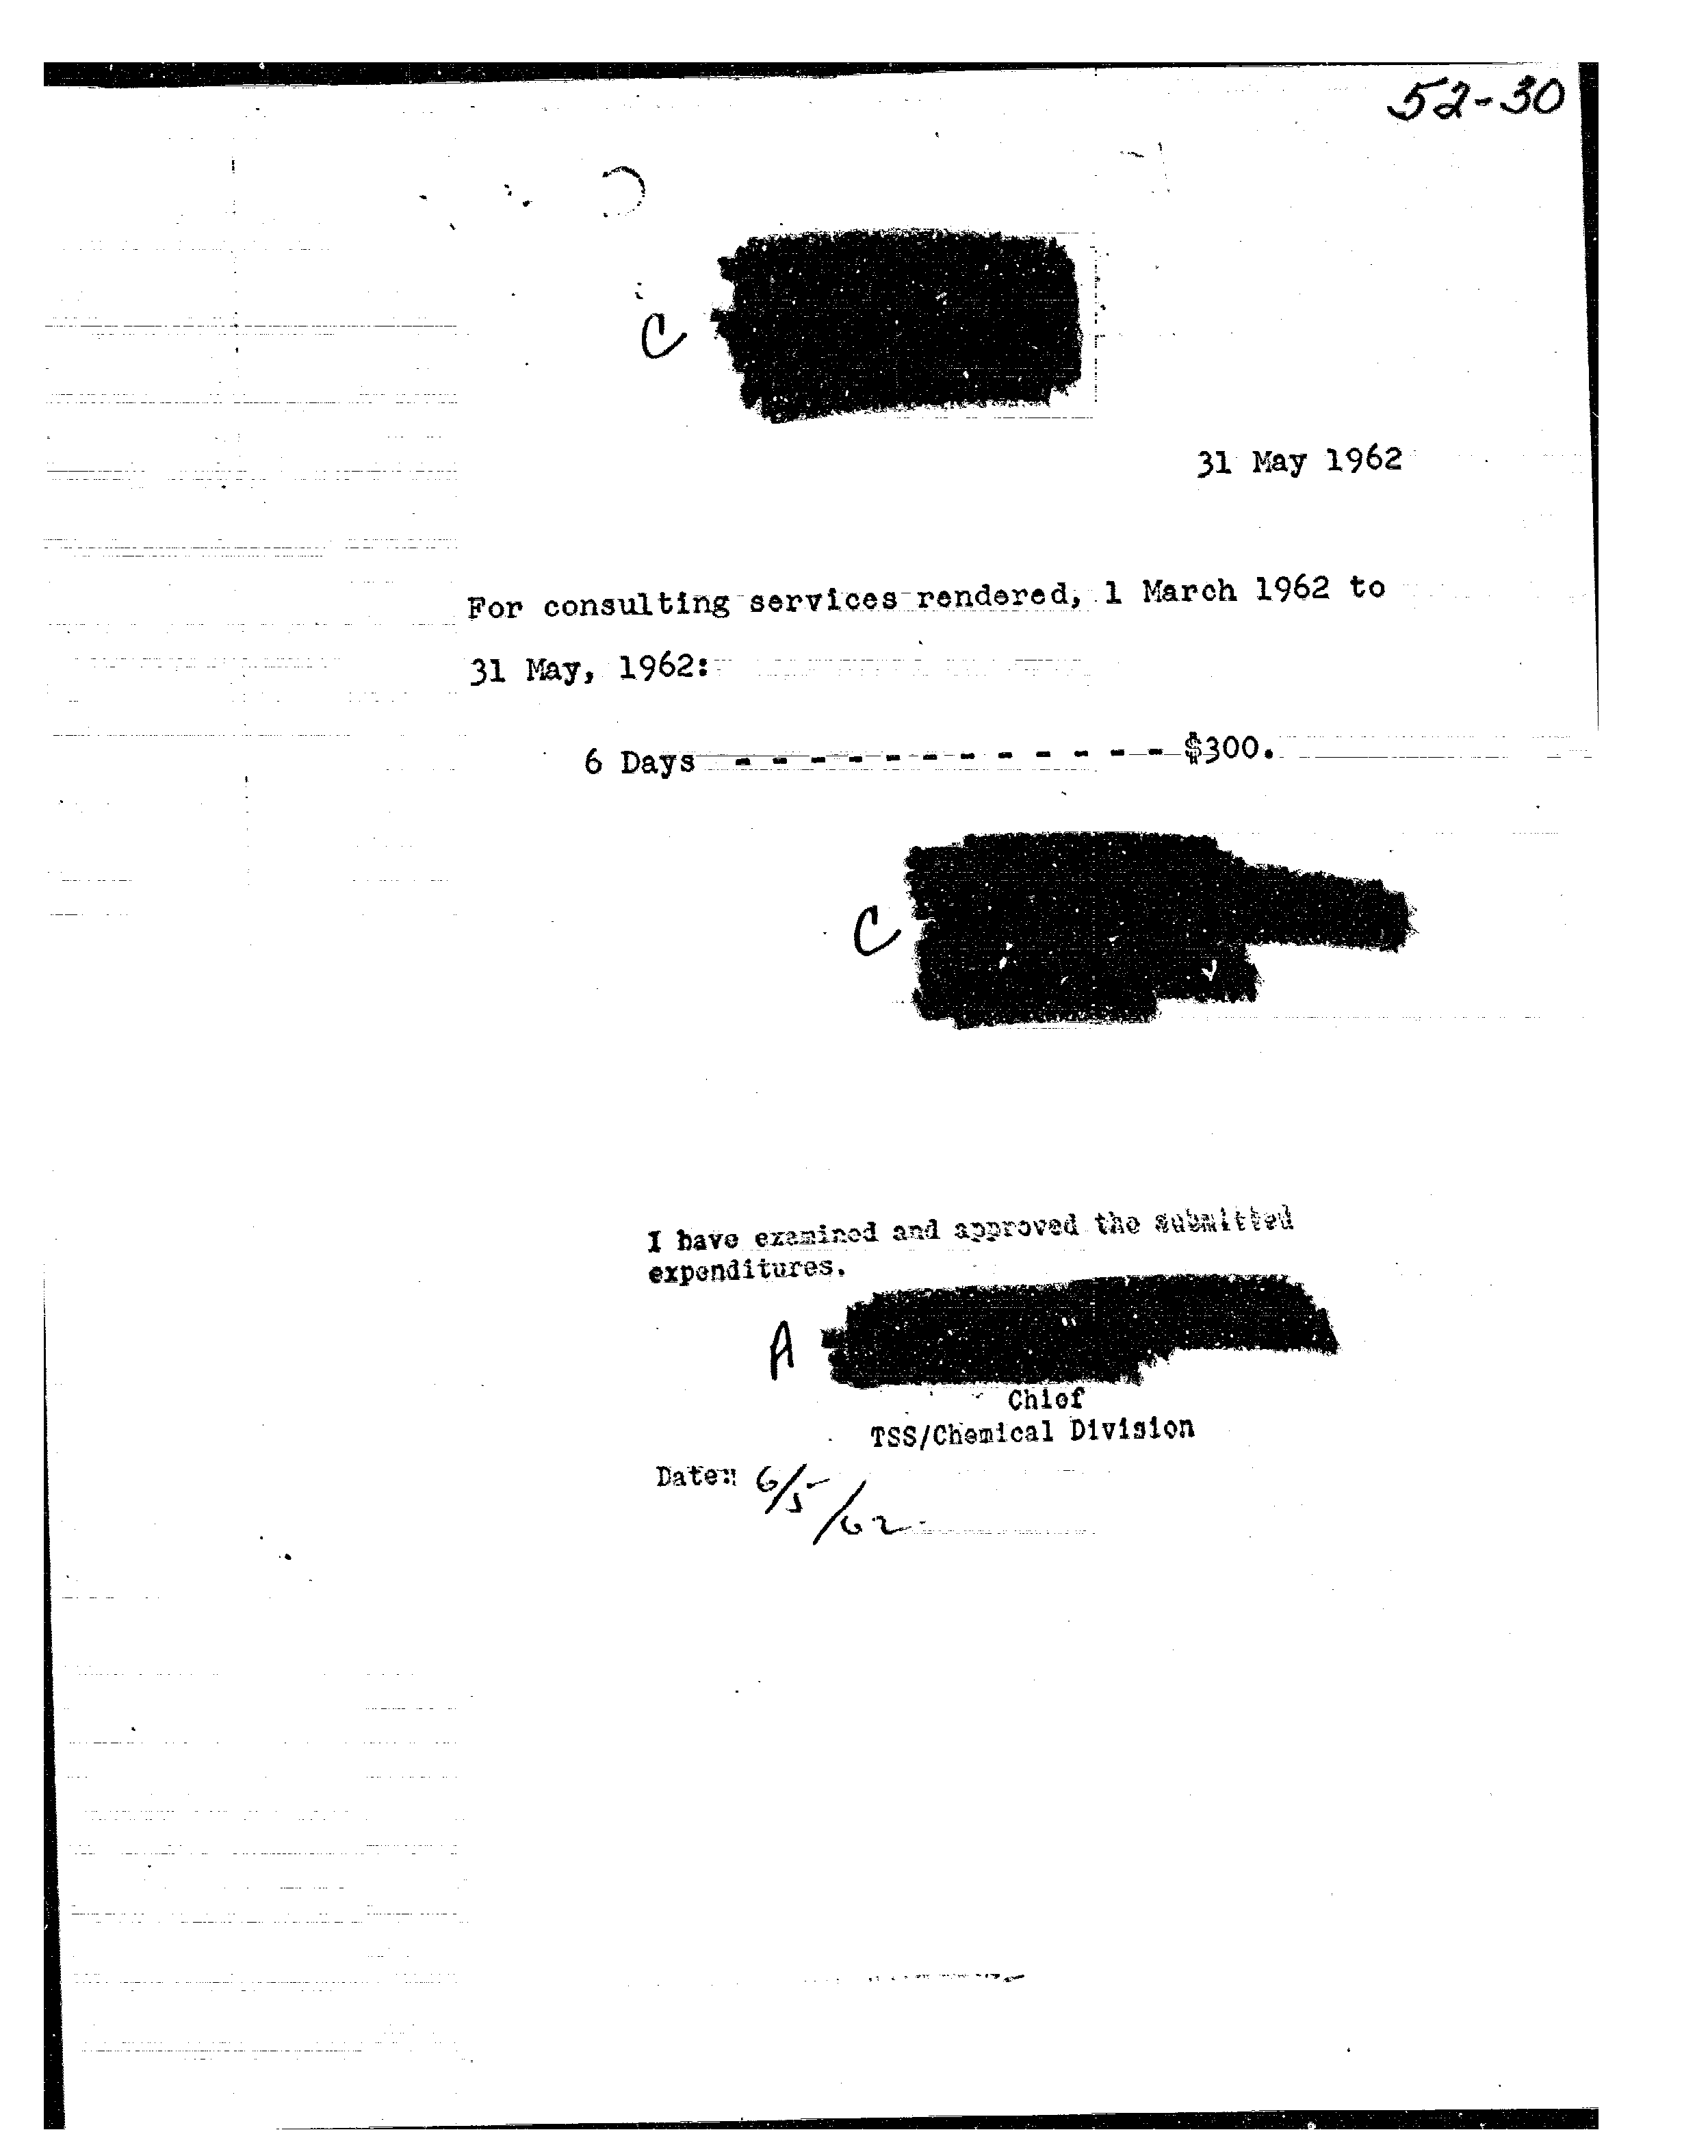 52-30
C
31 May 1962
For consulting services rendered, 1 March 1962 to
31 May, 1962:
6 Days - - - - - - - - - - - - $300.
C
I have examined and approved the submitted
expenditures.
A
Chief
TSS/Chemical Division
Date: 6/5/62